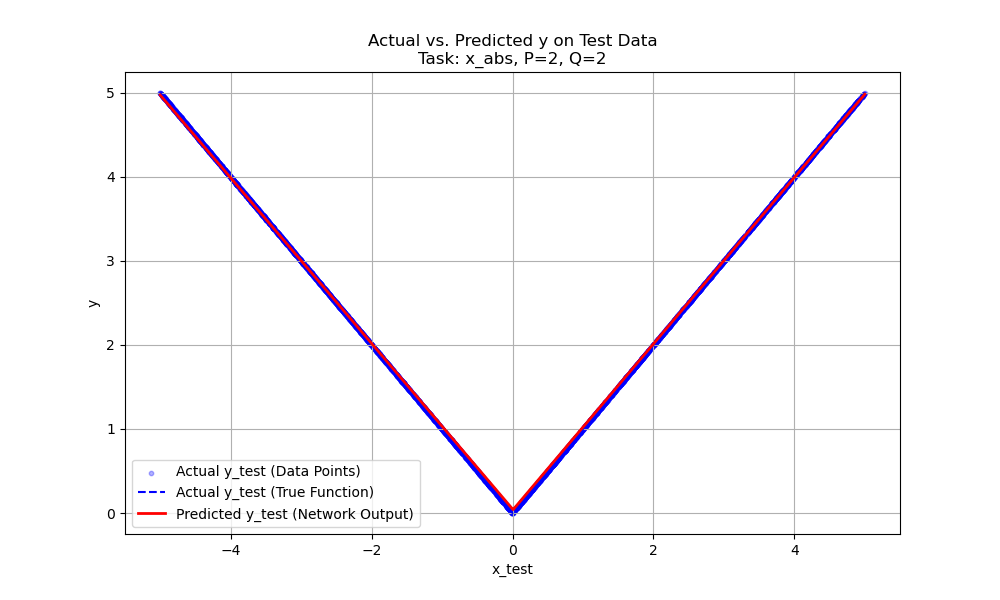 Actual vs. Predicted y on Test Data
Task: x_abs, P=2, Q=2
y
5
4
3
2
1
0
Actual y_test (Data Points)
Actual y_test (True Function)
Predicted y_test (Network Output)
−4
−2
0
2
4
x_test